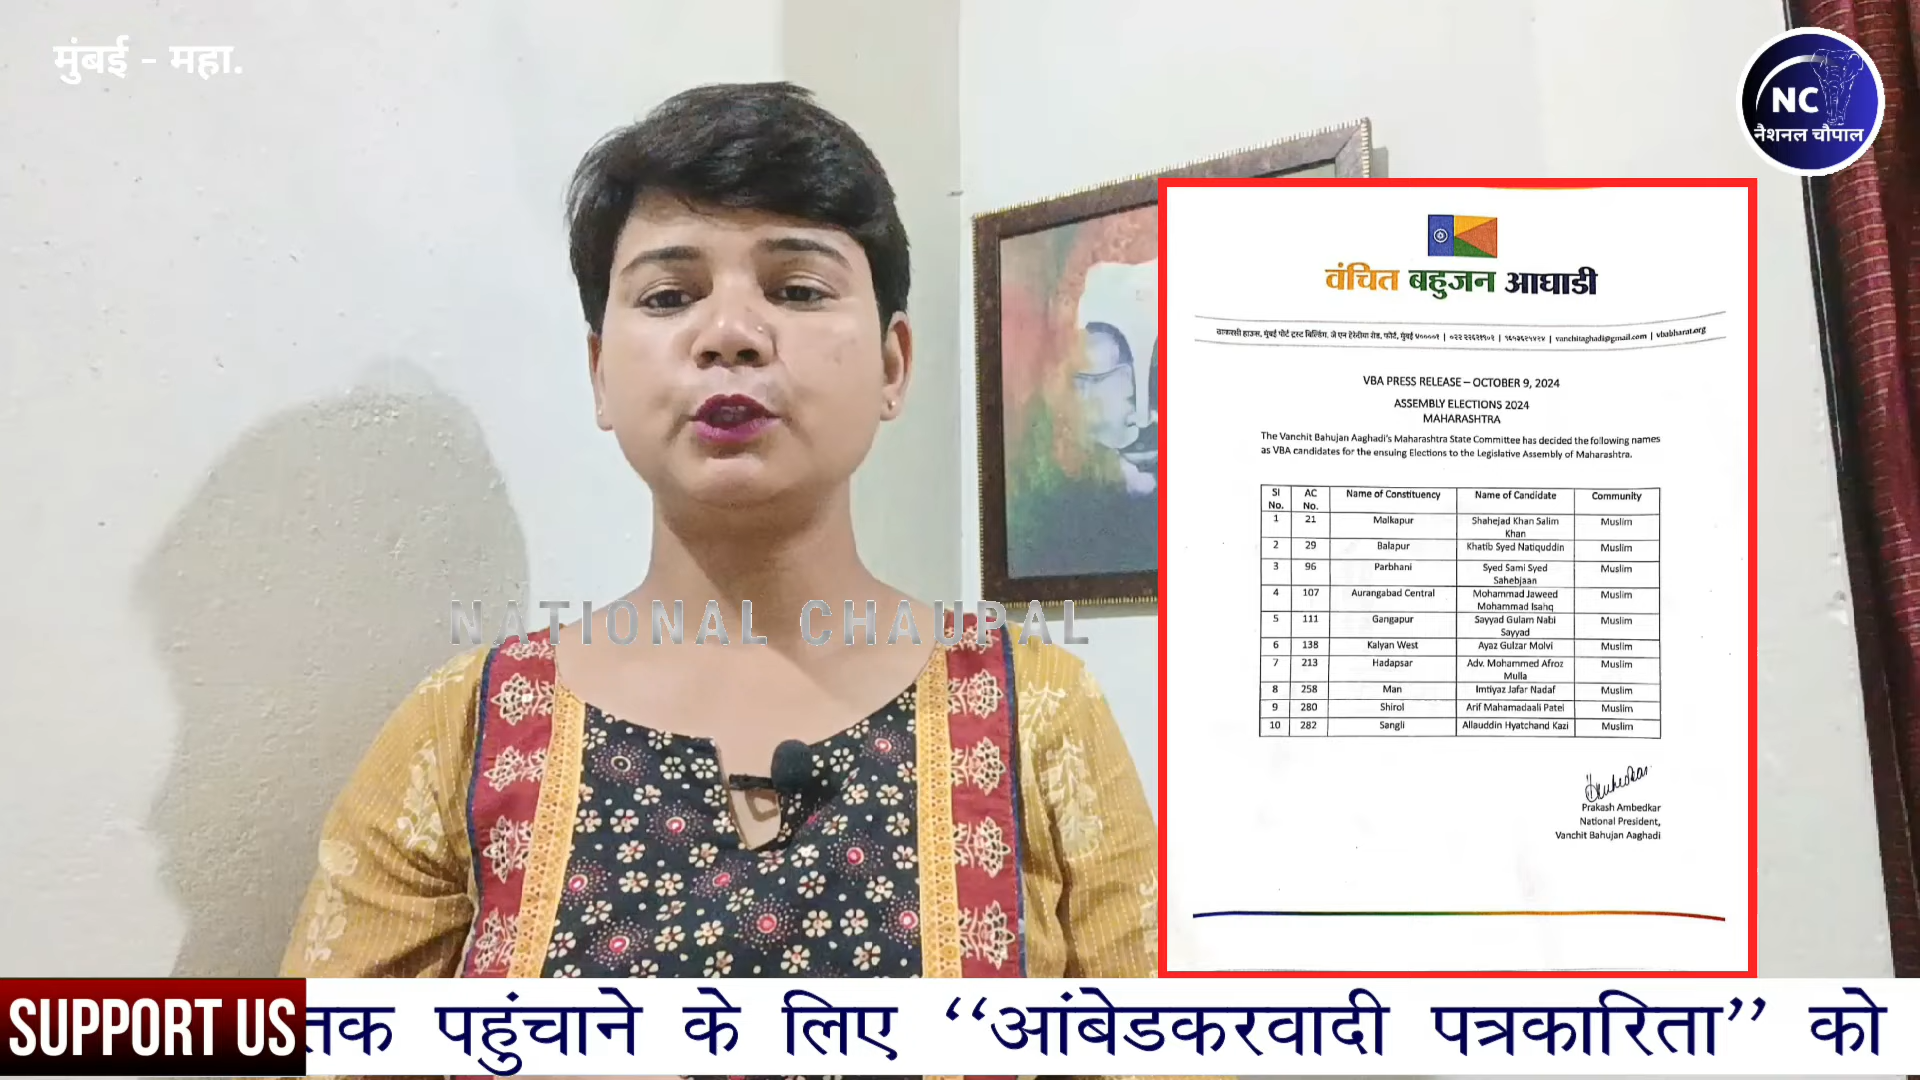 मुंबई - महा.
NC
नैशनल चौपाल
वंचित बहुजन आघाडी
vanchitaghadi@gmail.com | vbabharat.org
VBA PRESS RELEASE – OCTOBER 9, 2024
ASSEMBLY ELECTIONS 2024
MAHARASHTRA
The Vanchit Bahujan Aaghadi's Maharashtra State Committee has decided the following names
as VBA candidates for the ensuing Elections to the Legislative Assembly of Maharashtra.
Sl No. AC No. Name of Constituency Name of Candidate Community
1 21 Malkapur Shahejad Khan Salim Khan Muslim
2 29 Balapur Khatib Syed Natiquddin Muslim
3 96 Parbhani Syed Sami Syed Sahebjaan Muslim
4 107 Aurangabad Central Mohammad Jaweed Mohammad Isahq Muslim
5 111 Gangapur Sayyad Gulam Nabi Sayyad Muslim
6 138 Kalyan West Ayaz Gulzar Molvi Muslim
7 213 Hadapsar Adv. Mohammed Afroz Mulla Muslim
8 258 Man Imtiyaz Jafar Nadaf Muslim
9 280 Shirol Arif Mahamadaali Patel Muslim
10 282 Sangli Allauddin Hyatchand Kazi Muslim
Prakash Ambedkar
National President,
Vanchit Bahujan Aaghadi
NATIONAL CHAUPAL
SUPPORT US तक पहुंचाने के लिए ‘‘आंबेडकरवादी पत्रकारिता’’ को